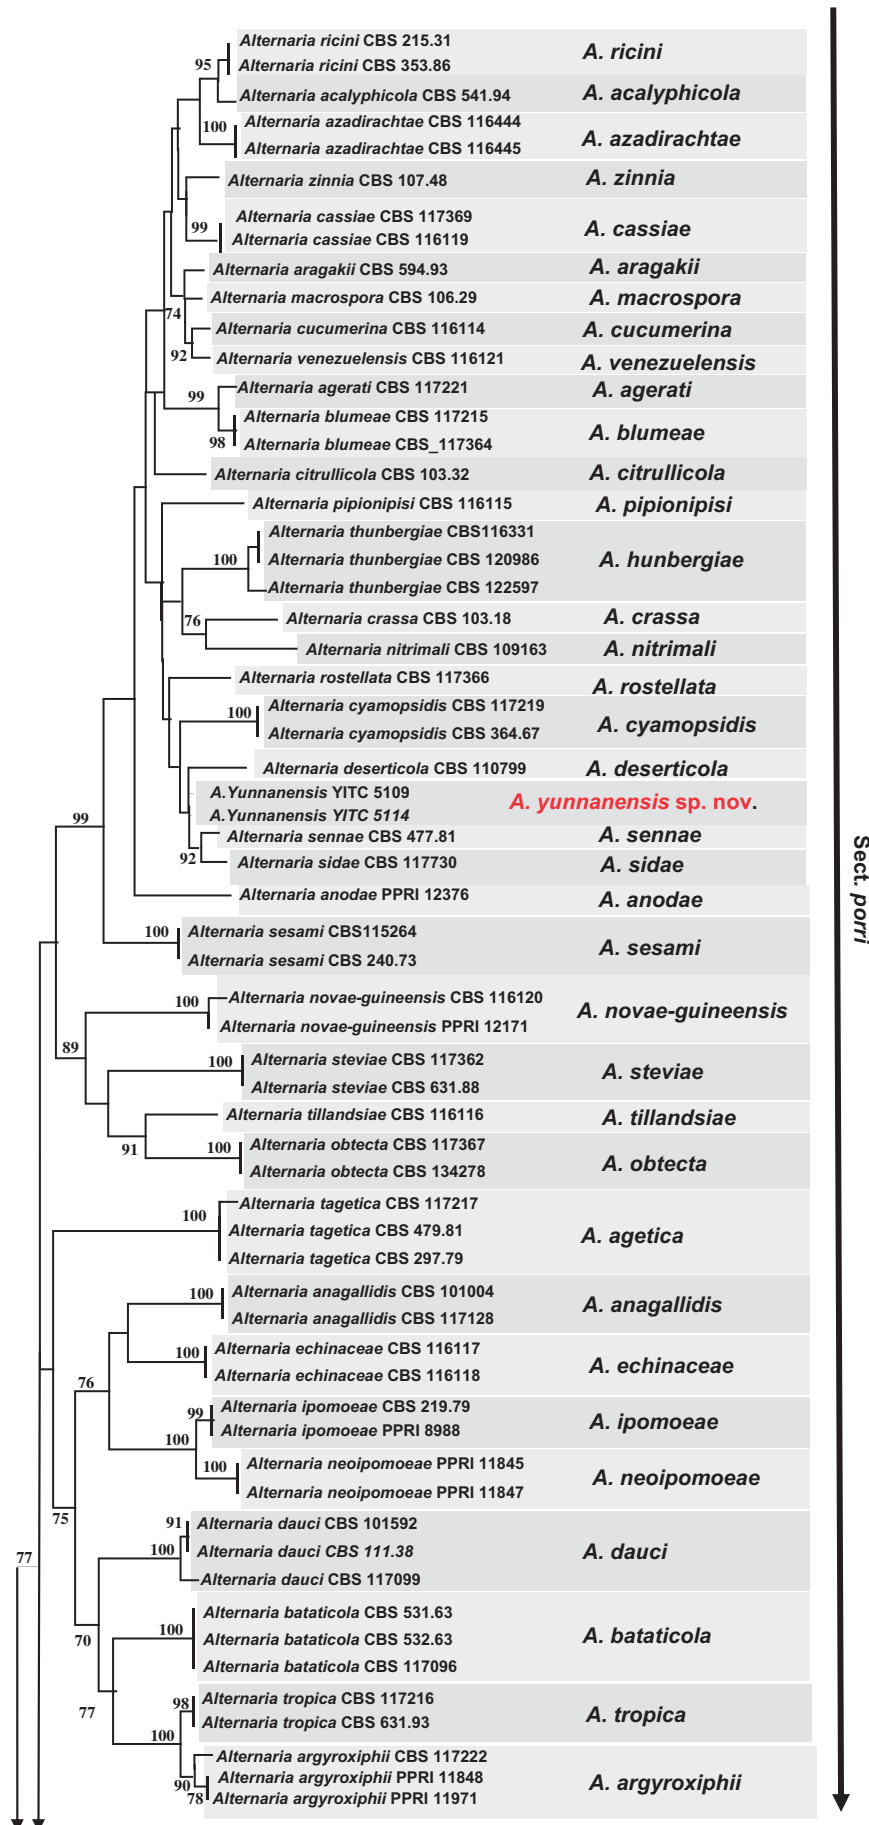 Alternaria ricini CBS 215.31
Alternaria ricini CBS 353.86
A. ricini
95
Alternaria acalyphicola CBS 541.94
A. acalyphicola
Alternaria azadirachtae CBS 116444
100
Alternaria azadirachtae CBS 116445
A. azadirachtae
Alternaria zinnia CBS 107.48
A. zinnia
Alternaria cassiae CBS 117369
99
Alternaria cassiae CBS 116119
A. cassiae
Alternaria aragakii CBS 594.93
A. aragakii
Alternaria macrospora CBS 106.29
A. macrospora
74
Alternaria cucumerina CBS 116114
A. cucumerina
92
Alternaria venezuelensis CBS 116121
A. venezuelensis
Alternaria agerati CBS 117221
A. agerati
99
Alternaria blumeae CBS 117215
98
Alternaria blumeae CBS_117364
A. blumeae
Alternaria citrullicola CBS 103.32
A. citrullicola
Alternaria pipionipisi CBS 116115
A. pipionipisi
Alternaria thunbergiae CBS116331
100
Alternaria thunbergiae CBS 120986
A. hunbergiae
Alternaria thunbergiae CBS 122597
76
Alternaria crassa CBS 103.18
A. crassa
Alternaria nitrimali CBS 109163
A. nitrimali
Alternaria rostellata CBS 117366
A. rostellata
Alternaria cyamopsidis CBS 117219
100
Alternaria cyamopsidis CBS 364.67
A. cyamopsidis
Alternaria deserticola CBS 110799
A. deserticola
A.Yunnanensis YITC 5109
A.Yunnanensis YITC 5114
A. yunnanensis sp. nov.
99
Alternaria sennae CBS 477.81
A. sennae
92
Alternaria sidae CBS 117730
A. sidae
Sect. porri
Alternaria anodae PPRI 12376
A. anodae
100
Alternaria sesami CBS115264
Alternaria sesami CBS 240.73
A. sesami
100
Alternaria novae-guineensis CBS 116120
Alternaria novae-guineensis PPRI 12171
A. novae-guineensis
89
100
Alternaria steviae CBS 117362
Alternaria steviae CBS 631.88
A. steviae
Alternaria tillandsiae CBS 116116
A. tillandsiae
91
100
Alternaria obtecta CBS 117367
Alternaria obtecta CBS 134278
A. obtecta
Alternaria tagetica CBS 117217
100
Alternaria tagetica CBS 479.81
A. agetica
Alternaria tagetica CBS 297.79
100
Alternaria anagallidis CBS 101004
Alternaria anagallidis CBS 117128
A. anagallidis
100
Alternaria echinaceae CBS 116117
Alternaria echinaceae CBS 116118
A. echinaceae
76
99
Alternaria ipomoeae CBS 219.79
Alternaria ipomoeae PPRI 8988
A. ipomoeae
100
100
Alternaria neoipomoeae PPRI 11845
Alternaria neoipomoeae PPRI 11847
A. neoipomoeae
75
91
Alternaria dauci CBS 101592
100
Alternaria dauci CBS 111.38
A. dauci
77
Alternaria dauci CBS 117099
Alternaria bataticola CBS 531.63
100
Alternaria bataticola CBS 532.63
A. bataticola
70
Alternaria bataticola CBS 117096
77
98
Alternaria tropica CBS 117216
Alternaria tropica CBS 631.93
A. tropica
100
Alternaria argyroxiphii CBS 117222
90
Alternaria argyroxiphii PPRI 11848
A. argyroxiphii
78
Alternaria argyroxiphii PPRI 11971